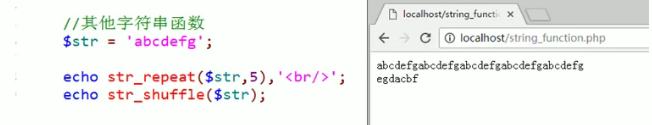 //其他字符串函数
$str = 'abcdefg';
echo str_repeat($str,5),'<br/>';
echo str_shuffle($str);
localhost/string_functio
localhost/string_function.php
abcdefgabcdefgabcdefgabcdefgabcdefg
egdacbf